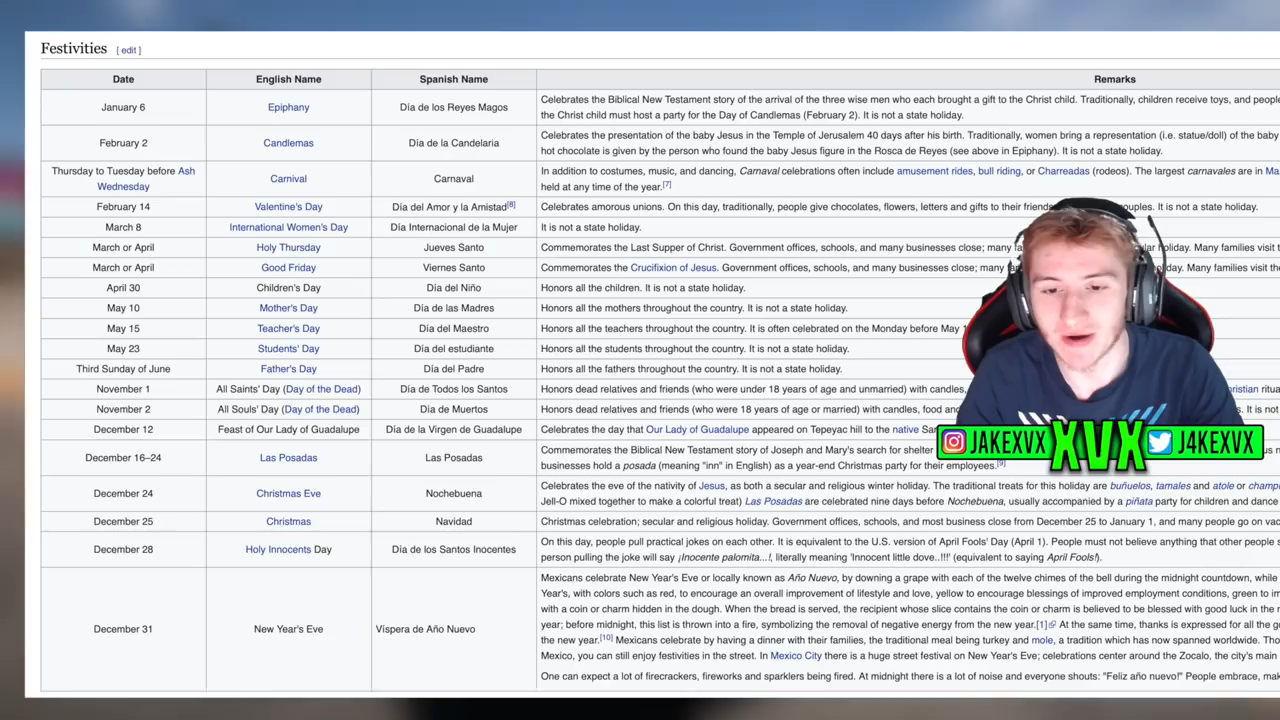 Festivities [ edit ]
Date English Name Spanish Name Remarks
January 6 Epiphany Día de los Reyes Magos Celebrates the Biblical New Testament story of the arrival of the three wise men who each brought a gift to the Christ child. Traditionally, children receive toys, and
the Christ child must host a party for the Day of Candlemas (February 2). It is not a state holiday.
February 2 Candlemas Día de la Candelaria Celebrates the presentation of the baby Jesus in the Temple of Jerusalem 40 days after his birth. Traditionally, women bring a representation (i.e. statue/doll) of the baby
hot chocolate is given by the person who found the baby Jesus figure in the Rosca de Reyes (see above in Epiphany). It is not a state holiday.
Thursday to Tuesday before Ash Wednesday Carnival Carnaval In addition to costumes, music, and dancing, Carnaval celebrations often include amusement rides, bull riding, or Charreadas (rodeos). The largest carnavales are in
held at any time of the year.[7]
February 14 Valentine's Day Día del Amor y la Amistad[8] Celebrates amorous unions. On this day, traditionally, people give chocolates, flowers, letters and gifts to their friends ouples. It is not a state holiday.
March 8 International Women's Day Día Internacional de la Mujer It is not a state holiday.
March or April Holy Thursday Jueves Santo Commemorates the Last Supper of Christ. Government offices, schools, and many businesses close; many holiday. Many families visit
March or April Good Friday Viernes Santo Commemorates the Crucifixion of Jesus. Government offices, schools, and many businesses close; many Many families visit the
April 30 Children's Day Día del Niño Honors all the children. It is not a state holiday.
May 10 Mother's Day Día de las Madres Honors all the mothers throughout the country. It is not a state holiday.
May 15 Teacher's Day Día del Maestro Honors all the teachers throughout the country. It is often celebrated on the Monday before May 1
May 23 Students' Day Día del estudiante Honors all the students throughout the country. It is not a state holiday.
Third Sunday of June Father's Day Día del Padre Honors all the fathers throughout the country. It is not a state holiday.
November 1 All Saints' Day (Day of the Dead) Día de Todos los Santos Honors dead relatives and friends (who were under 18 years of age and unmarried) with candles,
November 2 All Souls' Day (Day of the Dead) Día de Muertos Honors dead relatives and friends (who were 18 years of age or married) with candles, food and It is not
December 12 Feast of Our Lady of Guadalupe Día de la Virgen de Guadalupe Celebrates the day that Our Lady of Guadalupe appeared on Tepeyac hill to the native
December 16–24 Las Posadas Las Posadas Commemorates the Biblical New Testament story of Joseph and Mary's search for shelter
businesses hold a posada (meaning "inn" in English) as a year-end Christmas party for their employees.[9]
December 24 Christmas Eve Nochebuena Celebrates the eve of the nativity of Jesus, as both a secular and religious winter holiday. The traditional treats for this holiday are buñuelos, tamales and atole or
Jell-O mixed together to make a colorful treat) Las Posadas are celebrated nine days before Nochebuena, usually accompanied by a piñata party for children and dance
December 25 Christmas Navidad Christmas celebration; secular and religious holiday. Government offices, schools, and most business close from December 25 to January 1, and many people go on
December 28 Holy Innocents Day Día de los Santos Inocentes On this day, people pull practical jokes on each other. It is equivalent to the U.S. version of April Fools' Day (April 1). People must not believe anything that other people
person pulling the joke will say ¡Inocente palomita...!, literally meaning 'Innocent little dove..!!!' (equivalent to saying April Fools!).
December 31 New Year's Eve Víspera de Año Nuevo Mexicans celebrate New Year's Eve or locally known as Año Nuevo, by downing a grape with each of the twelve chimes of the bell during the midnight countdown, while
Year's, with colors such as red, to encourage an overall improvement of lifestyle and love, yellow to encourage blessings of improved employment conditions, green to
with a coin or charm hidden in the dough. When the bread is served, the recipient whose slice contains the coin or charm is believed to be blessed with good luck in the
year; before midnight, this list is thrown into a fire, symbolizing the removal of negative energy from the new year.[1] At the same time, thanks is expressed for all the
the new year.[10] Mexicans celebrate by having a dinner with their families, the traditional meal being turkey and mole, a tradition which has now spanned worldwide.
Mexico, you can still enjoy festivities in the street. In Mexico City there is a huge street festival on New Year's Eve; celebrations center around the Zocalo, the city's main
One can expect a lot of firecrackers, fireworks and sparklers being fired. At midnight there is a lot of noise and everyone shouts: "Feliz año nuevo!" People embrace,
JAKEXVX XVX J4KEXVX